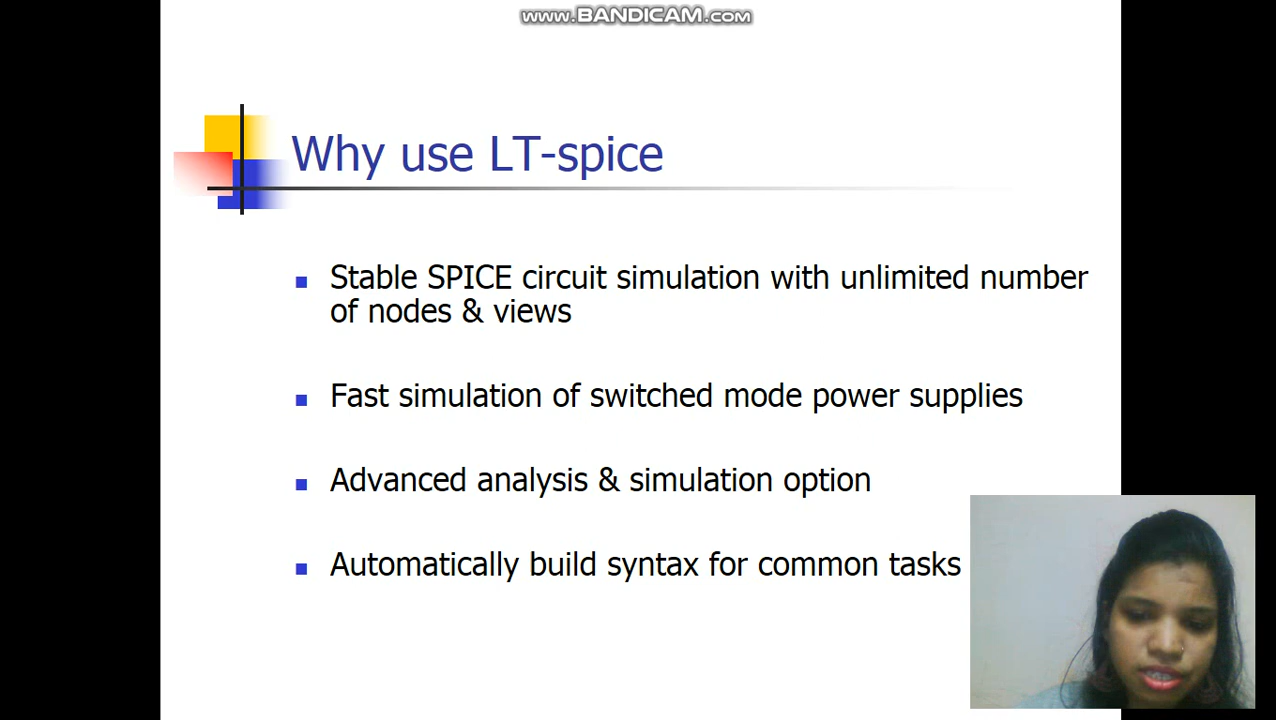 www.BANDICAM.com
Why use LT-spice
Stable SPICE circuit simulation with unlimited number
of nodes & views
Fast simulation of switched mode power supplies
Advanced analysis & simulation option
Automatically build syntax for common tasks